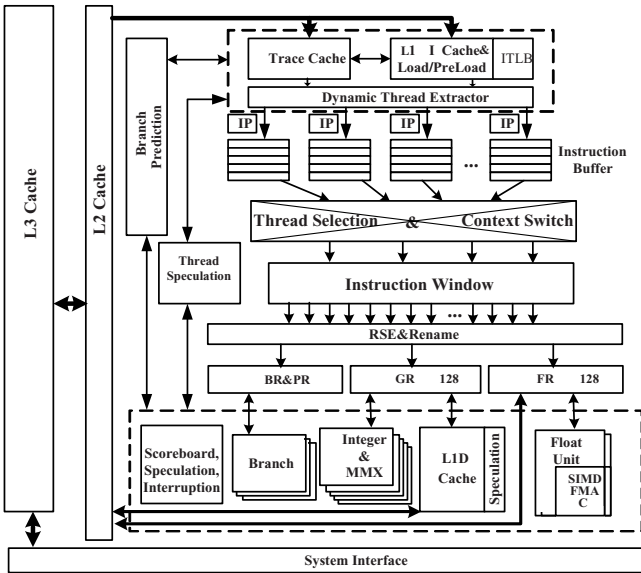 L3 Cache
L2 Cache
Branch
Prediction
Trace Cache
L1 I Cache&
Load/PreLoad
ITLB
Dynamic Thread Extractor
IP
IP
IP
IP
...
Instruction
Buffer
Thread Selection & Context Switch
Thread
Speculation
Instruction Window
...
RSE&Rename
BR&PR
GR 128
FR 128
Scoreboard,
Speculation,
Interruption
Branch
Integer
&
MMX
L1D
Cache
Speculation
Float
Unit
SIMD
FMA
C
System Interface